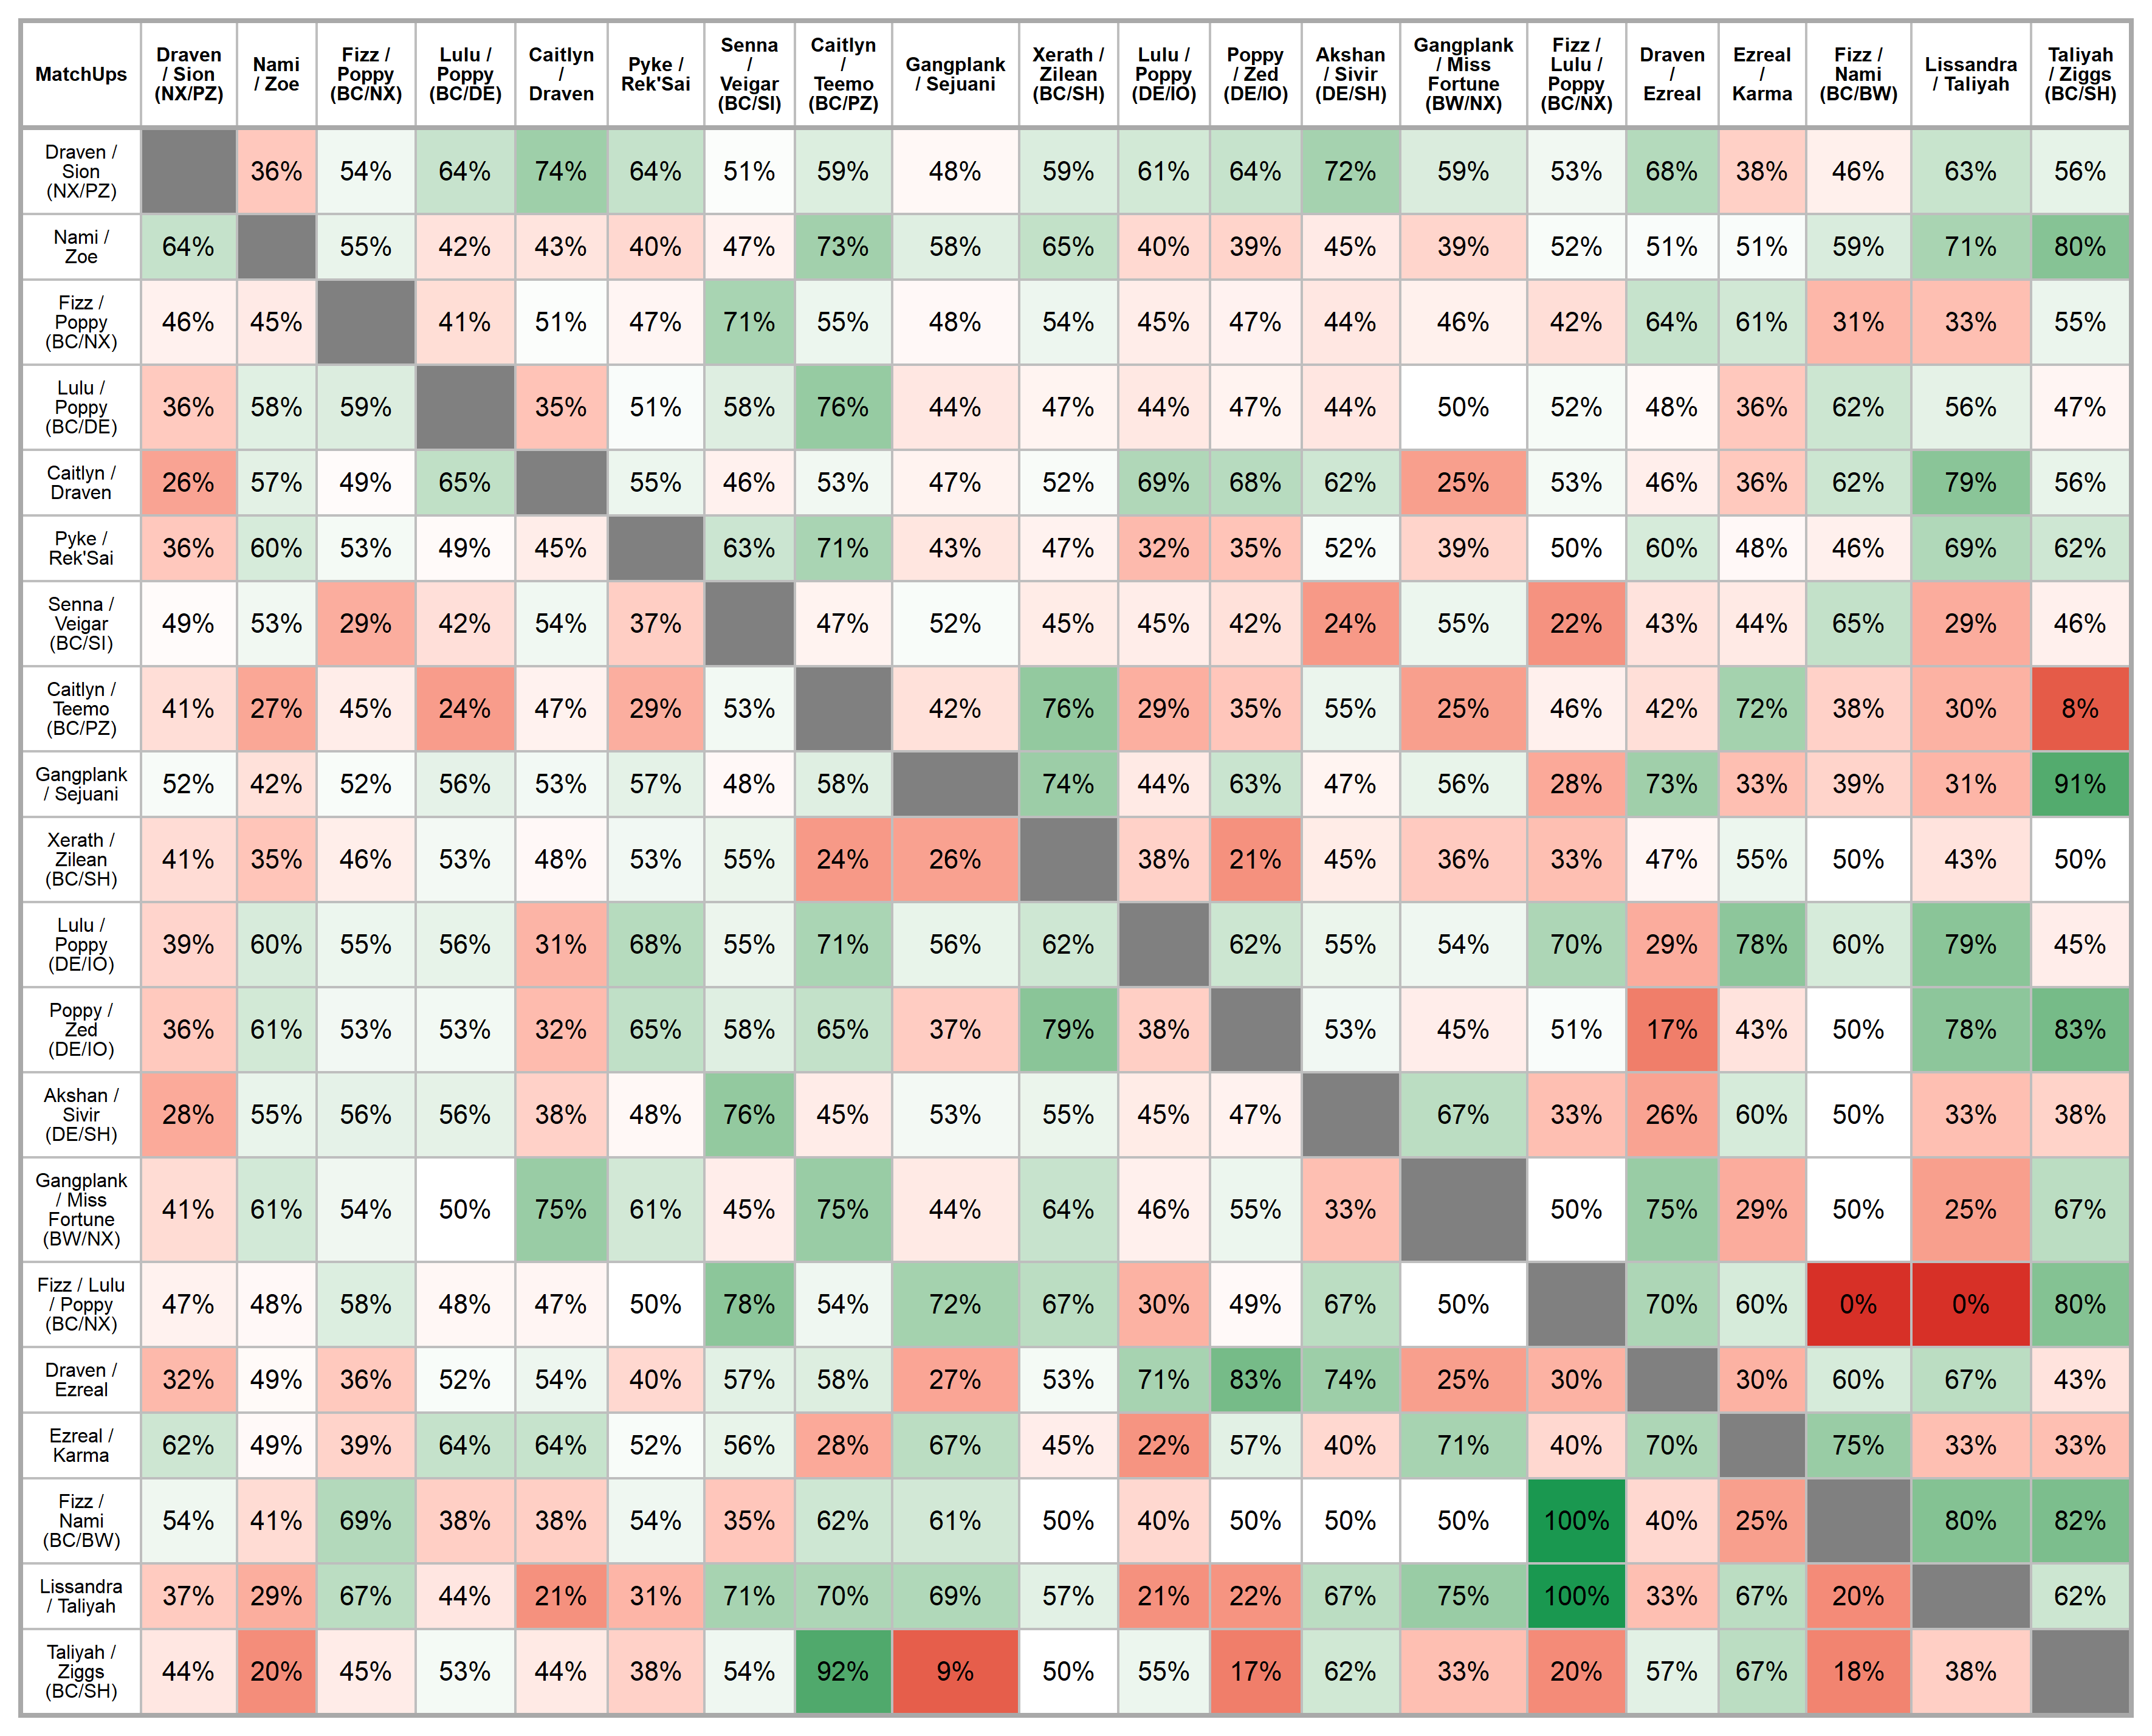 MatchUps Draven / Sion (NX/PZ) Nami / Zoe Fizz / Poppy (BC/NX) Lulu / Poppy (BC/DE) Caitlyn / Draven Pyke / Rek'Sai Senna / Veigar (BC/SI) Caitlyn / Teemo (BC/PZ) Gangplank / Sejuani Xerath / Zilean (BC/SH) Lulu / Poppy (DE/IO) Poppy / Zed (DE/IO) Akshan / Sivir (DE/SH) Gangplank / Miss Fortune (BW/NX) Fizz / Lulu / Poppy (BC/NX) Draven / Ezreal Ezreal / Karma Fizz / Nami (BC/BW) Lissandra / Taliyah Taliyah / Ziggs (BC/SH)
Draven / Sion (NX/PZ) 36% 54% 64% 74% 64% 51% 59% 48% 59% 61% 64% 72% 59% 53% 68% 38% 46% 63% 56%
Nami / Zoe 64% 55% 42% 43% 40% 47% 73% 58% 65% 40% 39% 45% 39% 52% 51% 51% 59% 71% 80%
Fizz / Poppy (BC/NX) 46% 45% 41% 51% 47% 71% 55% 48% 54% 45% 47% 44% 46% 42% 64% 61% 31% 33% 55%
Lulu / Poppy (BC/DE) 36% 58% 59% 35% 51% 58% 76% 44% 47% 44% 47% 44% 50% 52% 48% 36% 62% 56% 47%
Caitlyn / Draven 26% 57% 49% 65% 55% 46% 53% 47% 52% 69% 68% 62% 25% 53% 46% 36% 62% 79% 56%
Pyke / Rek'Sai 36% 60% 53% 49% 45% 63% 71% 43% 47% 32% 35% 52% 39% 50% 60% 48% 46% 69% 62%
Senna / Veigar (BC/SI) 49% 53% 29% 42% 54% 37% 47% 52% 45% 45% 42% 24% 55% 22% 43% 44% 65% 29% 46%
Caitlyn / Teemo (BC/PZ) 41% 27% 45% 24% 47% 29% 53% 42% 76% 29% 35% 55% 25% 46% 42% 72% 38% 30% 8%
Gangplank / Sejuani 52% 42% 52% 56% 53% 57% 48% 58% 74% 44% 63% 47% 56% 28% 73% 33% 39% 31% 91%
Xerath / Zilean (BC/SH) 41% 35% 46% 53% 48% 53% 55% 24% 26% 38% 21% 45% 36% 33% 47% 55% 50% 43% 50%
Lulu / Poppy (DE/IO) 39% 60% 55% 56% 31% 68% 55% 71% 56% 62% 62% 55% 54% 70% 29% 78% 60% 79% 45%
Poppy / Zed (DE/IO) 36% 61% 53% 53% 32% 65% 58% 65% 37% 79% 38% 53% 45% 51% 17% 43% 50% 78% 83%
Akshan / Sivir (DE/SH) 28% 55% 56% 56% 38% 48% 76% 45% 53% 55% 45% 47% 67% 33% 26% 60% 50% 33% 38%
Gangplank / Miss Fortune (BW/NX) 41% 61% 54% 50% 75% 61% 45% 75% 44% 64% 46% 55% 33% 50% 75% 29% 50% 25% 67%
Fizz / Lulu / Poppy (BC/NX) 47% 48% 58% 48% 47% 50% 78% 54% 72% 67% 30% 49% 67% 50% 70% 60% 0% 0% 80%
Draven / Ezreal 32% 49% 36% 52% 54% 40% 57% 58% 27% 53% 71% 83% 74% 25% 30% 30% 60% 67% 43%
Ezreal / Karma 62% 49% 39% 64% 64% 52% 56% 28% 67% 45% 22% 57% 40% 71% 40% 70% 75% 33% 33%
Fizz / Nami (BC/BW) 54% 41% 69% 38% 38% 54% 35% 62% 61% 50% 40% 50% 50% 50% 100% 40% 25% 80% 82%
Lissandra / Taliyah 37% 29% 67% 44% 21% 31% 71% 70% 69% 57% 21% 22% 67% 75% 100% 33% 67% 20% 62%
Taliyah / Ziggs (BC/SH) 44% 20% 45% 53% 44% 38% 54% 92% 9% 50% 55% 17% 62% 33% 20% 57% 67% 18% 38%